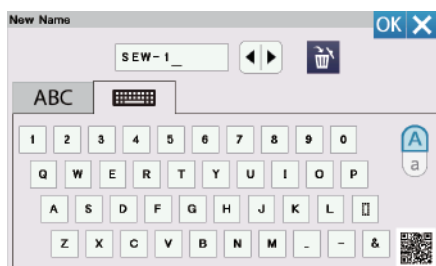 New Name
OK
SEW-1_
ABC
1 2 3 4 5 6 7 8 9 0
A
Q W E R T Y U I O P
a
A S D F G H J K L
Z X C V B N M _ - &